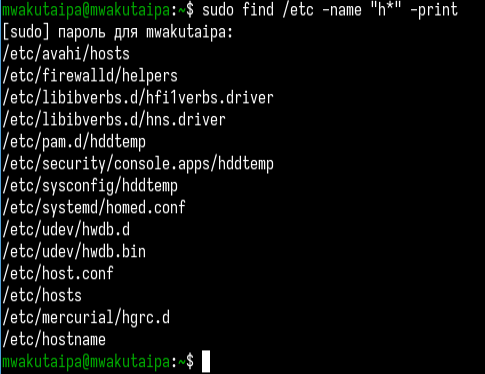 mwakutaipa@mwakutaipa:~$ sudo find /etc -name "h*" -print
[sudo] пароль для mwakutaipa:
/etc/avahi/hosts
/etc/firewalld/helpers
/etc/libibverbs.d/hfi1verbs.driver
/etc/libibverbs.d/hns.driver
/etc/pam.d/hddtemp
/etc/security/console.apps/hddtemp
/etc/sysconfig/hddtemp
/etc/systemd/homed.conf
/etc/udev/hwdb.d
/etc/udev/hwdb.bin
/etc/host.conf
/etc/hosts
/etc/mercurial/hgrc.d
/etc/hostname
mwakutaipa@mwakutaipa:~$